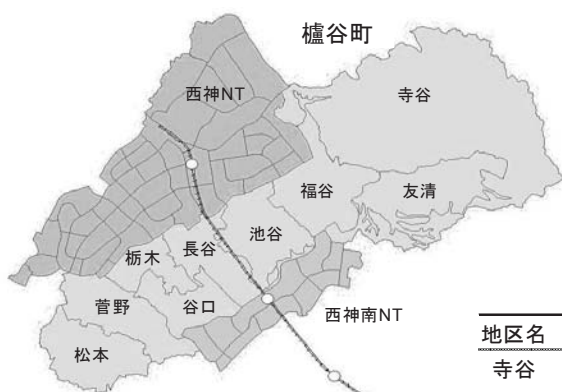 櫨谷町
西神NT
寺谷
福谷
友清
池谷
長谷
栃木
菅野
谷口
西神南NT
松本
地区名
寺谷